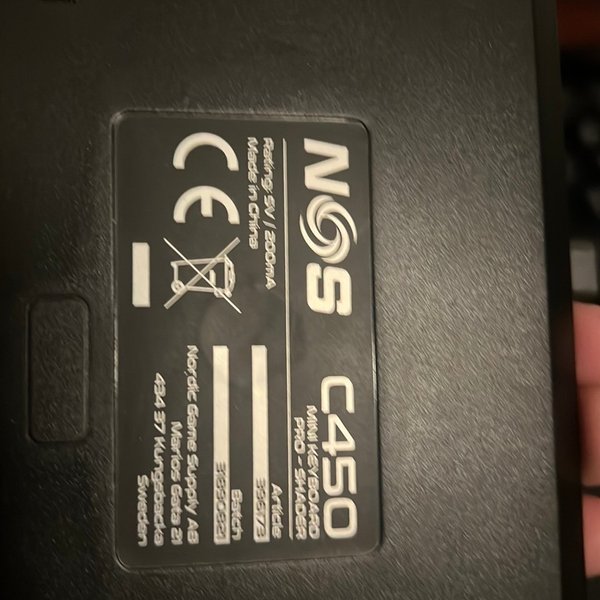 NOS C450
MINI KEYBOARD
PRO - SHADER
Rating: 5V / 200mA
Made in China
CE
Article
Batch
Nordic Game Supply AB
Marios Gata 21
434 37 Kungsbacka
Sweden